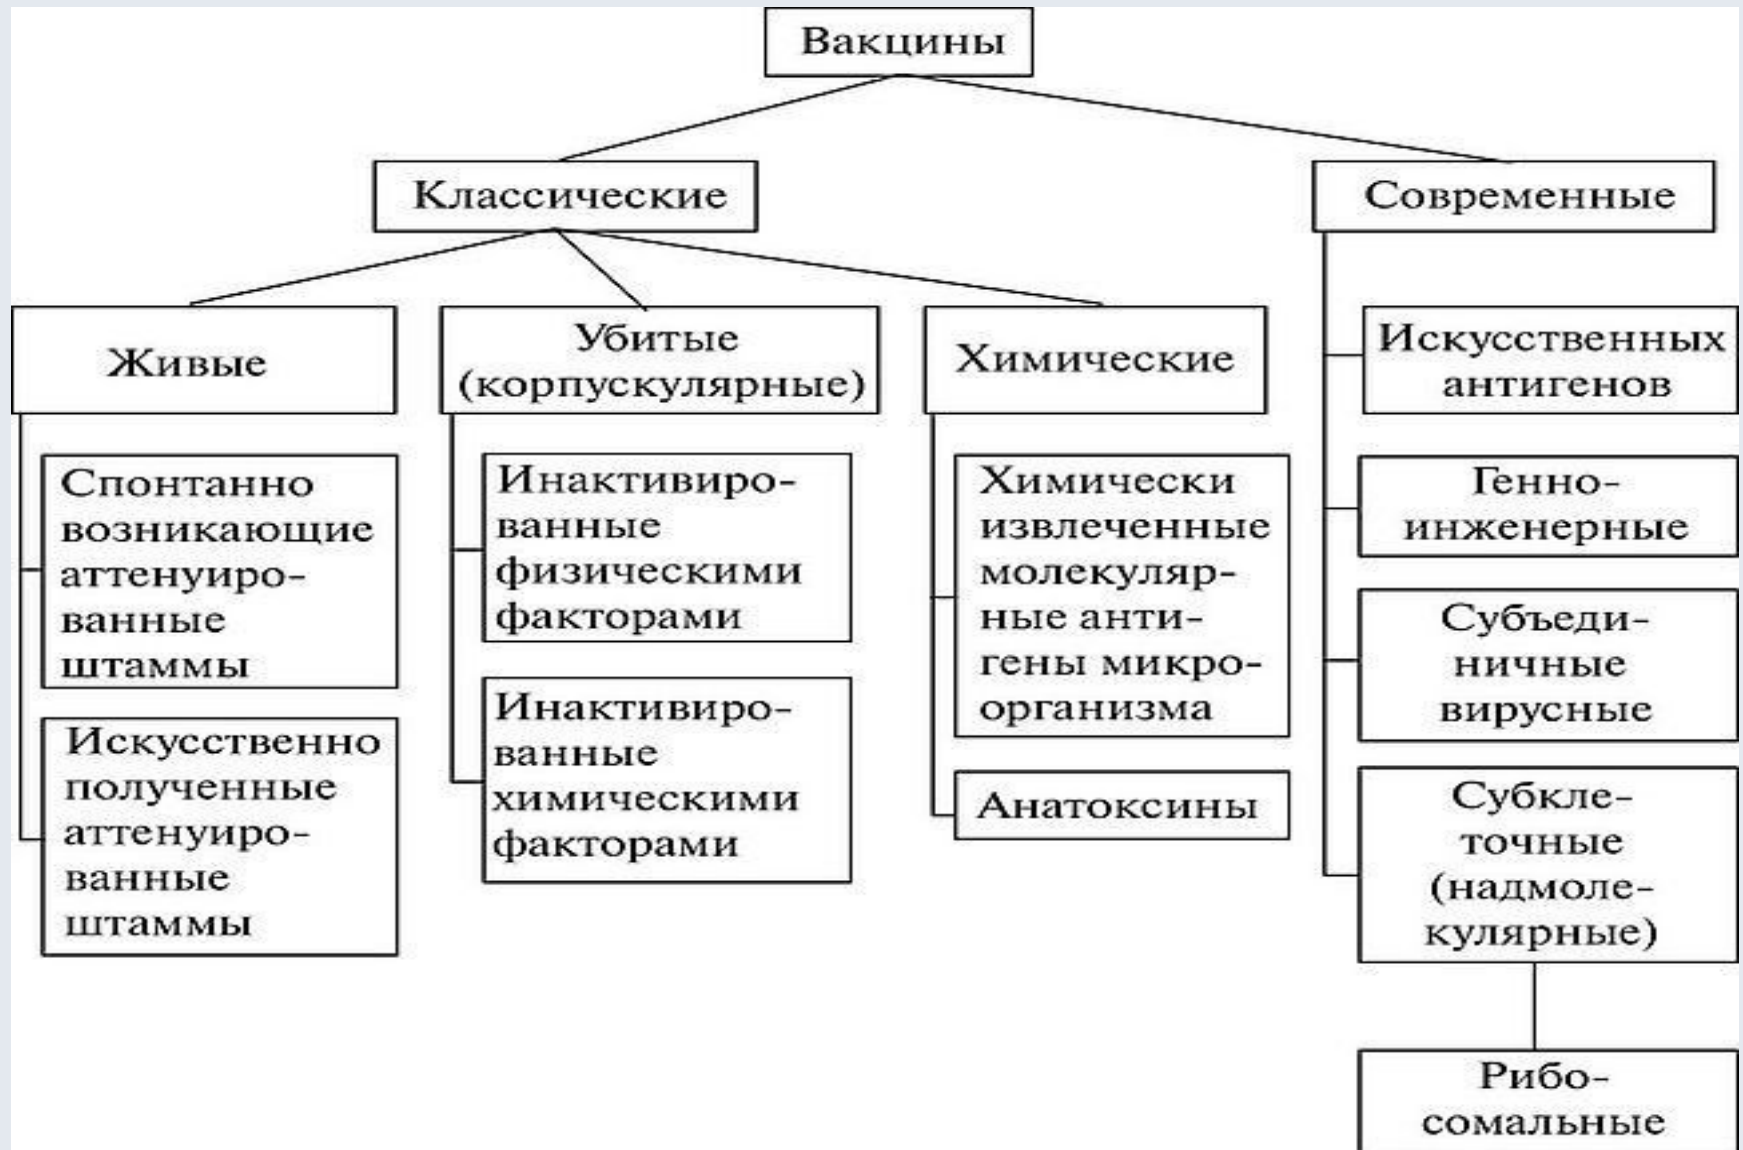 Вакцины
Классические
Современные
Живые
Убитые
(корпускулярные)
Химические
Искусственных
антигенов
Спонтанно
возникающие
аттенуиро-
ванные
штаммы
Искусственно
полученные
аттенуиро-
ванные
штаммы
Инактивиро-
ванные
физическими
факторами
Инактивиро-
ванные
химическими
факторами
Химически
извлеченные
молекуляр-
ные анти-
гены микро-
организма
Анатоксины
Генно-
инженерные
Субъеди-
ничные
вирусные
Субкле-
точные
(надмоле-
кулярные)
Рибо-
сомальные